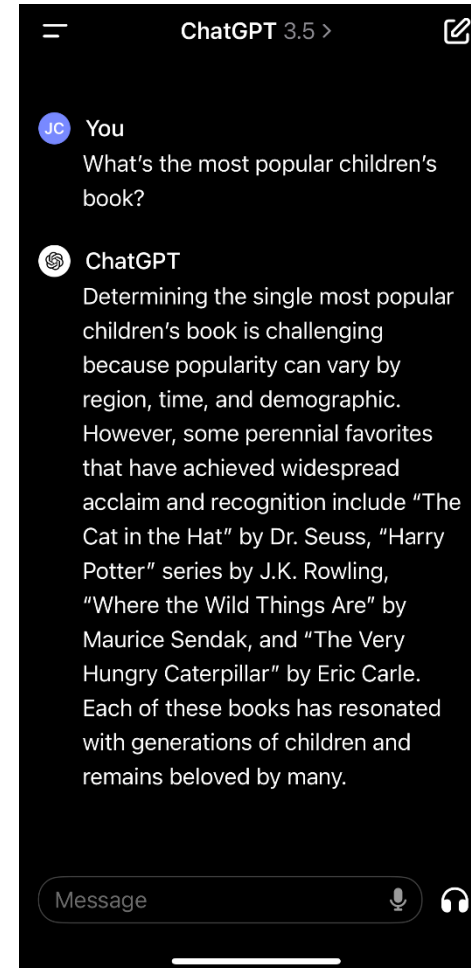 ChatGPT 3.5 >
JC You
What’s the most popular children’s
book?
ChatGPT
Determining the single most popular
children’s book is challenging
because popularity can vary by
region, time, and demographic.
However, some perennial favorites
that have achieved widespread
acclaim and recognition include “The
Cat in the Hat” by Dr. Seuss, “Harry
Potter” series by J.K. Rowling,
“Where the Wild Things Are” by
Maurice Sendak, and “The Very
Hungry Caterpillar” by Eric Carle.
Each of these books has resonated
with generations of children and
remains beloved by many.
Message